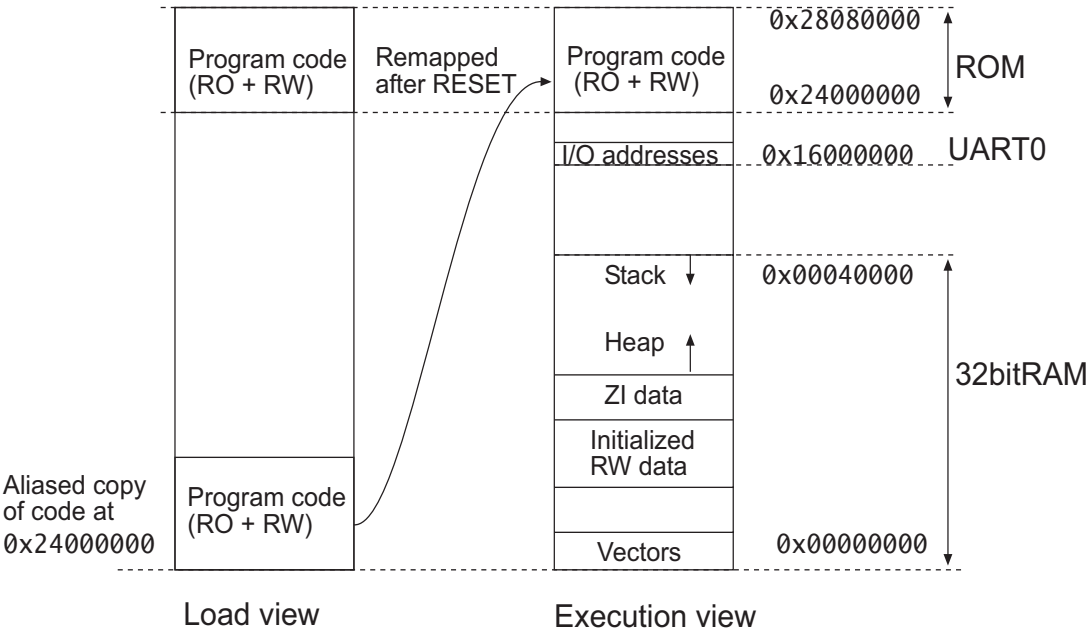 0x28080000
Program code
(RO + RW)
Remapped
after RESET
Program code
(RO + RW)
ROM
0x24000000
I/O addresses
0x16000000
UART0
Stack
0x00040000
Heap
32bitRAM
ZI data
Initialized
RW data
Aliased copy
of code at
0x24000000
Program code
(RO + RW)
Vectors
0x00000000
Load view
Execution view